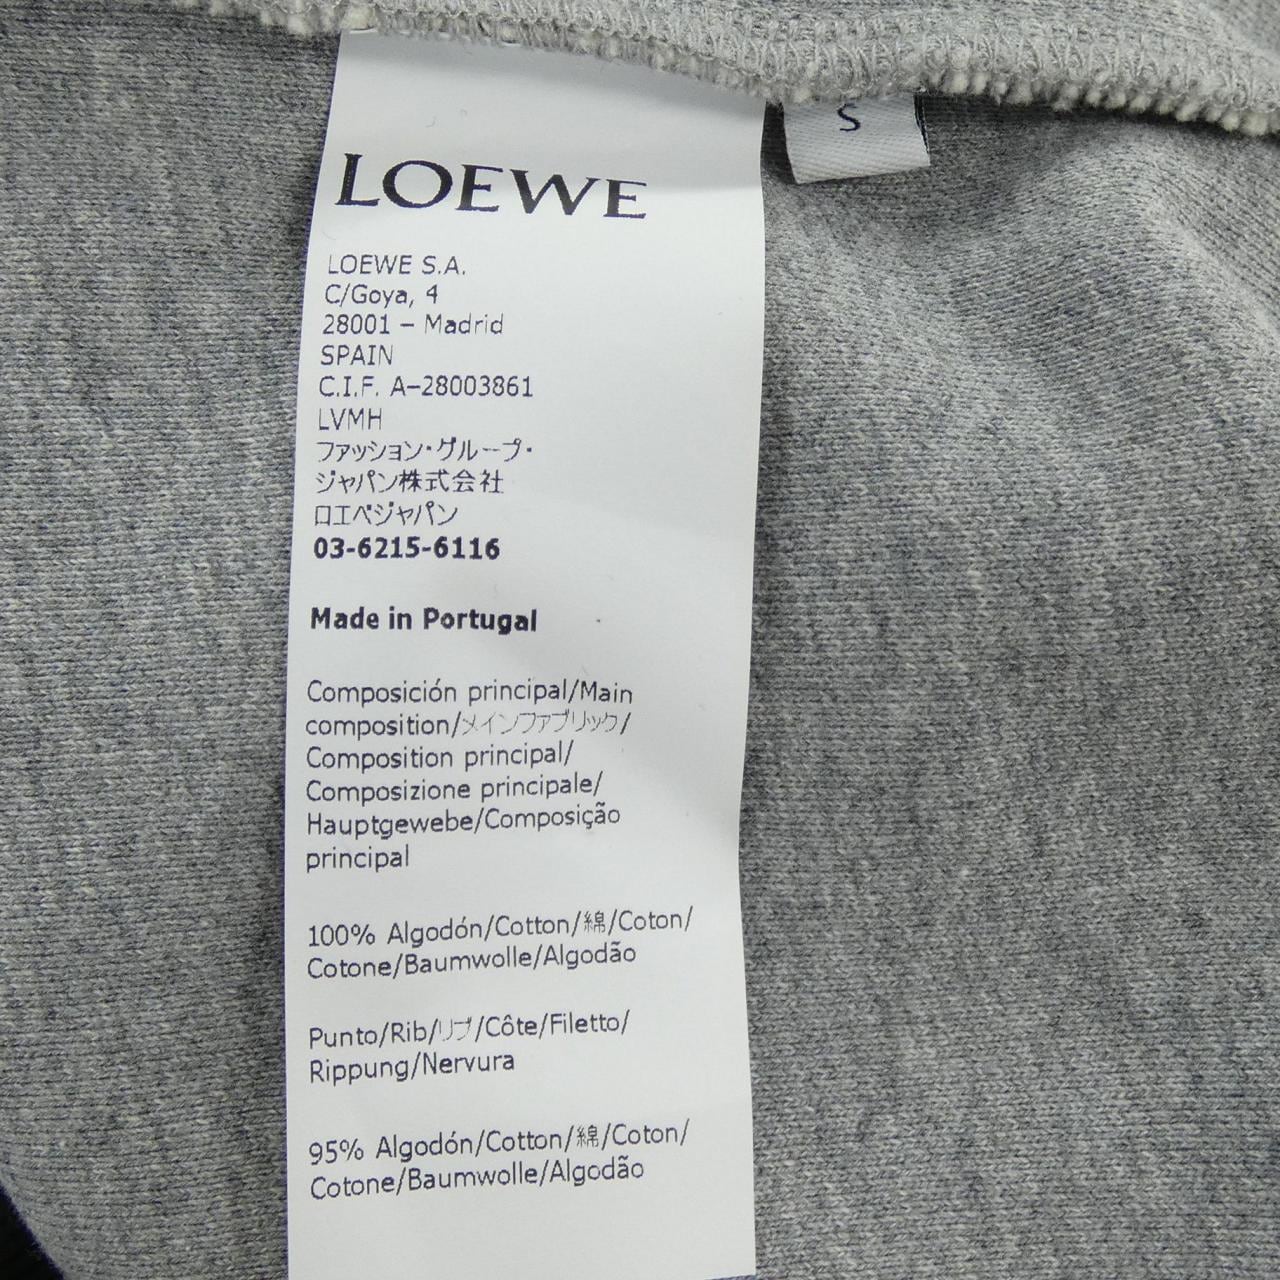 S
LOEWE
LOEWE S.A.
C/Goya, 4
28001 – Madrid
SPAIN
C.I.F. A-28003861
LVMH
ファッション・グループ・
ジャパン株式会社
ロエベジャパン
03-6215-6116
Made in Portugal
Composición principal/Main
composition/メインファブリック/
Composition principal/
Composizione principale/
Hauptgewebe/Composição
principal
100% Algodón/Cotton/綿/Coton/
Cotone/Baumwolle/Algodão
Punto/Rib/リブ/Côte/Filetto/
Rippung/Nervura
95% Algodón/Cotton/綿/Coton/
Cotone/Baumwolle/Algodão